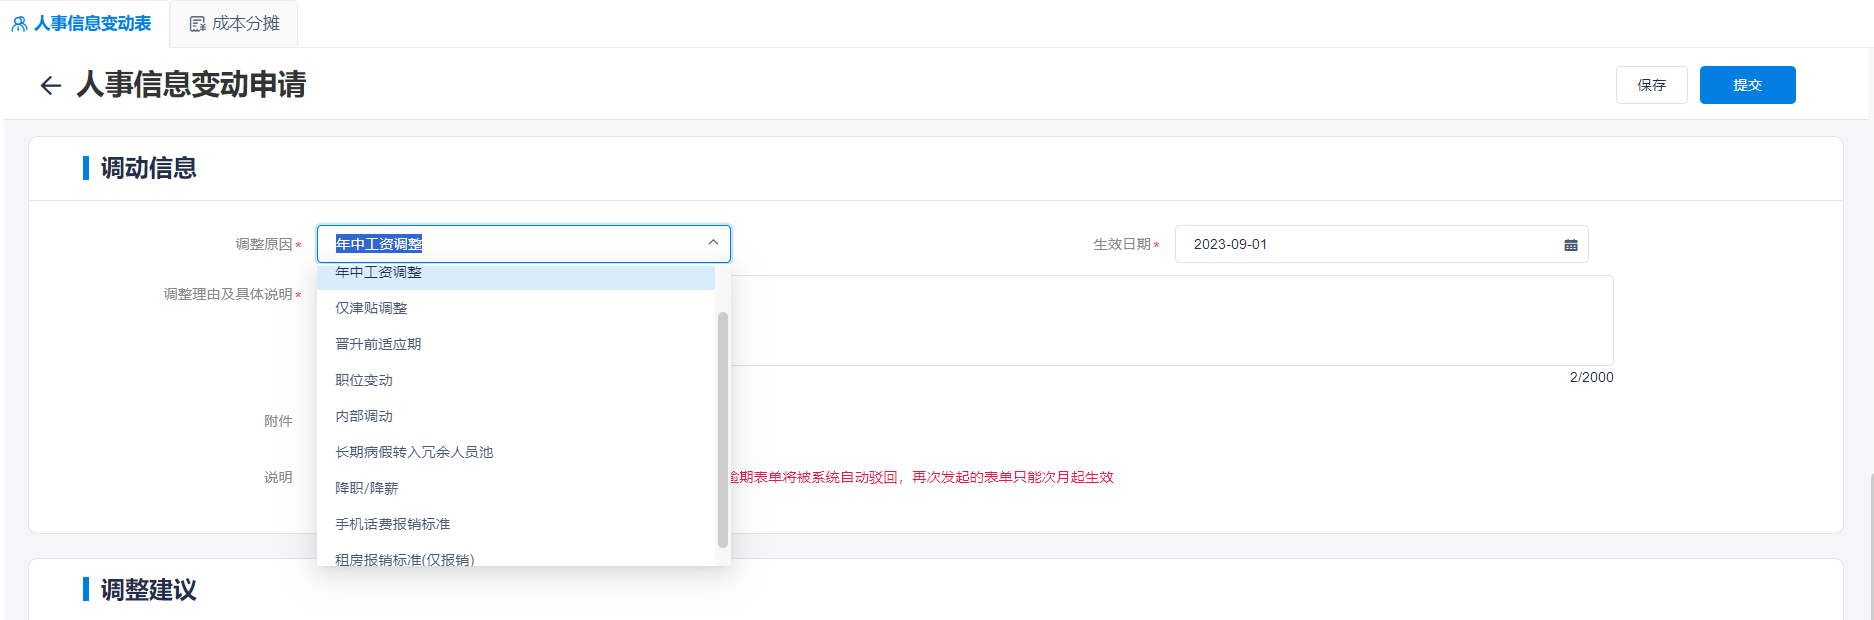 人事信息变动表
成本分摊
人事信息变动申请
保存
提交
调动信息
调整原因*
年中工资调整
生效日期*
2023-09-01
年中工资调整
调整理由及具体说明*
仅津贴调整
晋升前适应期
职位变动
2/2000
内部调动
附件
长期病假转入冗余人员池
说明
逾期表单将被系统自动驳回，再次发起的表单只能次月起生效
降职/降薪
手机话费报销标准
租房报销标准(仅报销)
调整建议